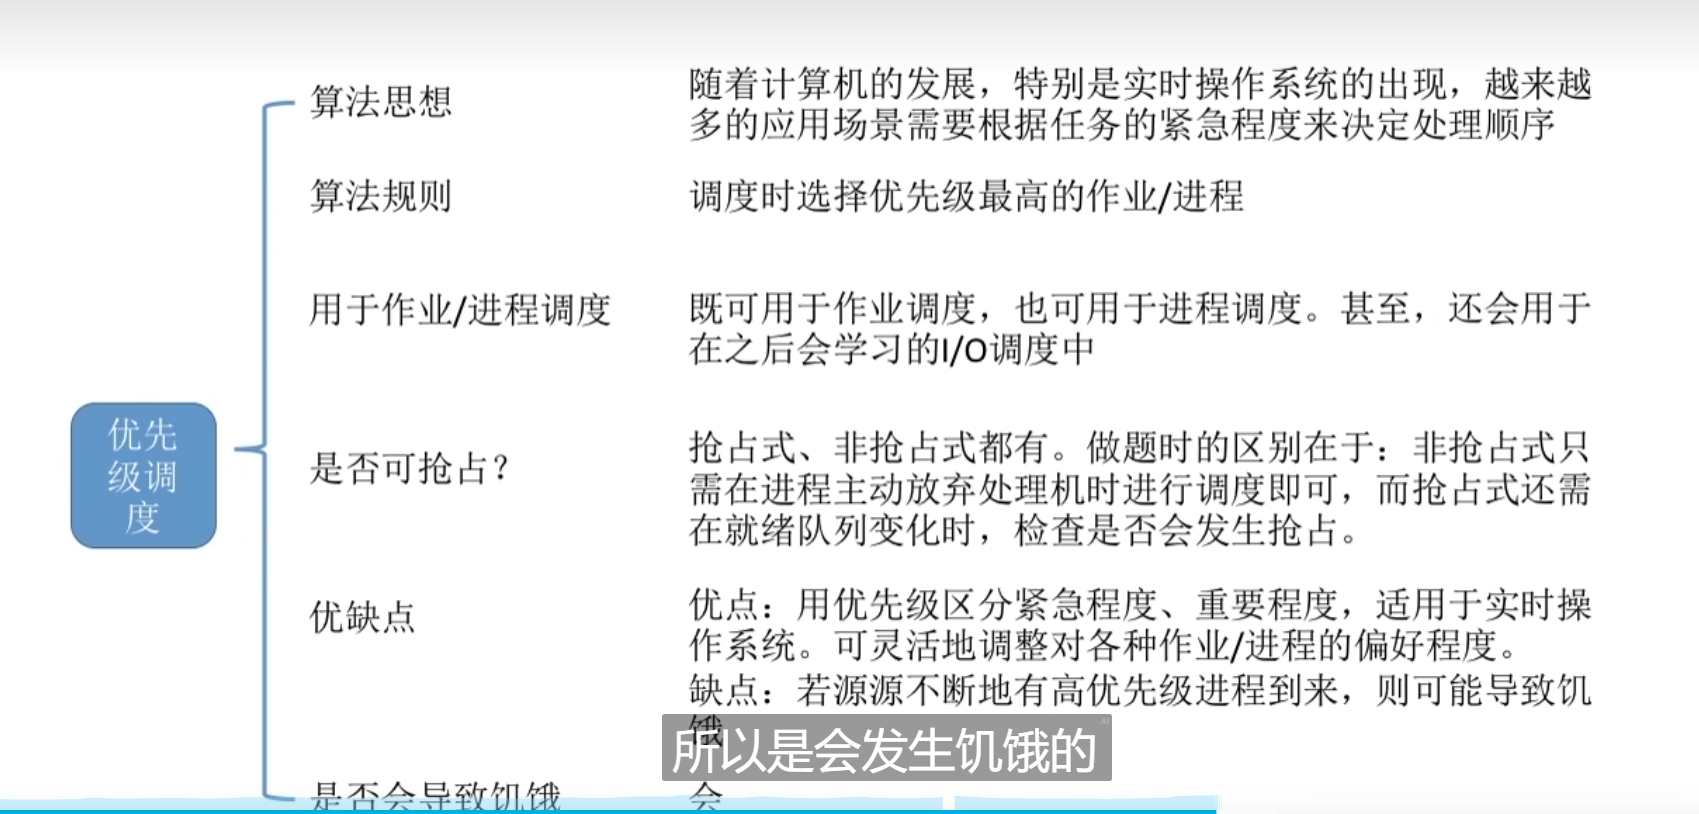 算法思想
随着计算机的发展，特别是实时操作系统的出现，越来越
多的应用场景需要根据任务的紧急程度来决定处理顺序
算法规则
调度时选择优先级最高的作业/进程
用于作业/进程调度
既可用于作业调度，也可用于进程调度。甚至，还会用于
在之后会学习的I/O调度中
优先
级调
度
是否可抢占？
抢占式、非抢占式都有。做题时的区别在于：非抢占式只
需在进程主动放弃处理机时进行调度即可，而抢占式还需
在就绪队列变化时，检查是否会发生抢占。
优缺点
优点：用优先级区分紧急程度、重要程度，适用于实时操
作系统。可灵活地调整对各种作业/进程的偏好程度。
缺点：若源源不断地有高优先级进程到来，则可能导致饥
饿
所以是会发生饥饿的
AI
是否会导致饥饿
会